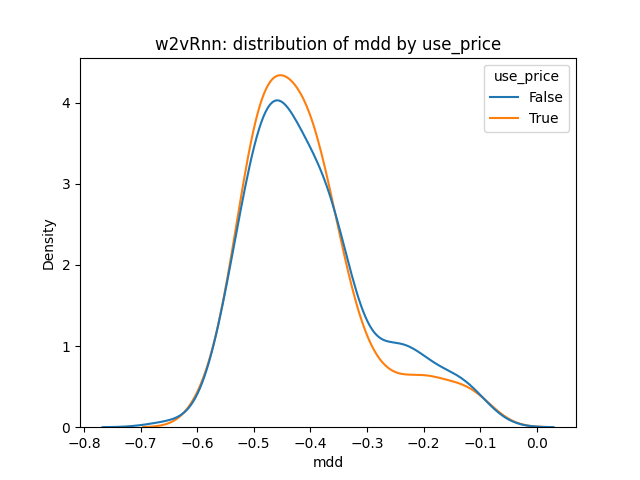 w2vRnn: distribution of mdd by use_price
use_price
False
True
Density
4
3
2
1
0
−0.8 −0.7 −0.6 −0.5 −0.4 −0.3 −0.2 −0.1 0.0
mdd